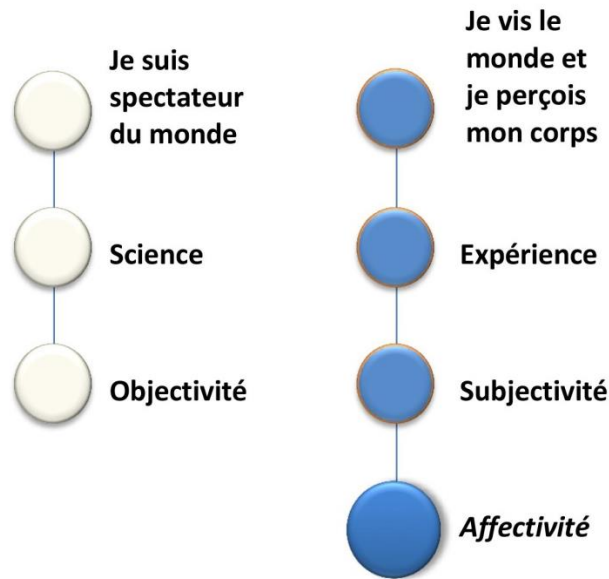 Je suis
spectateur
du monde
Science
Objectivité
Je vis le
monde et
je perçois
mon corps
Expérience
Subjectivité
Affectivité